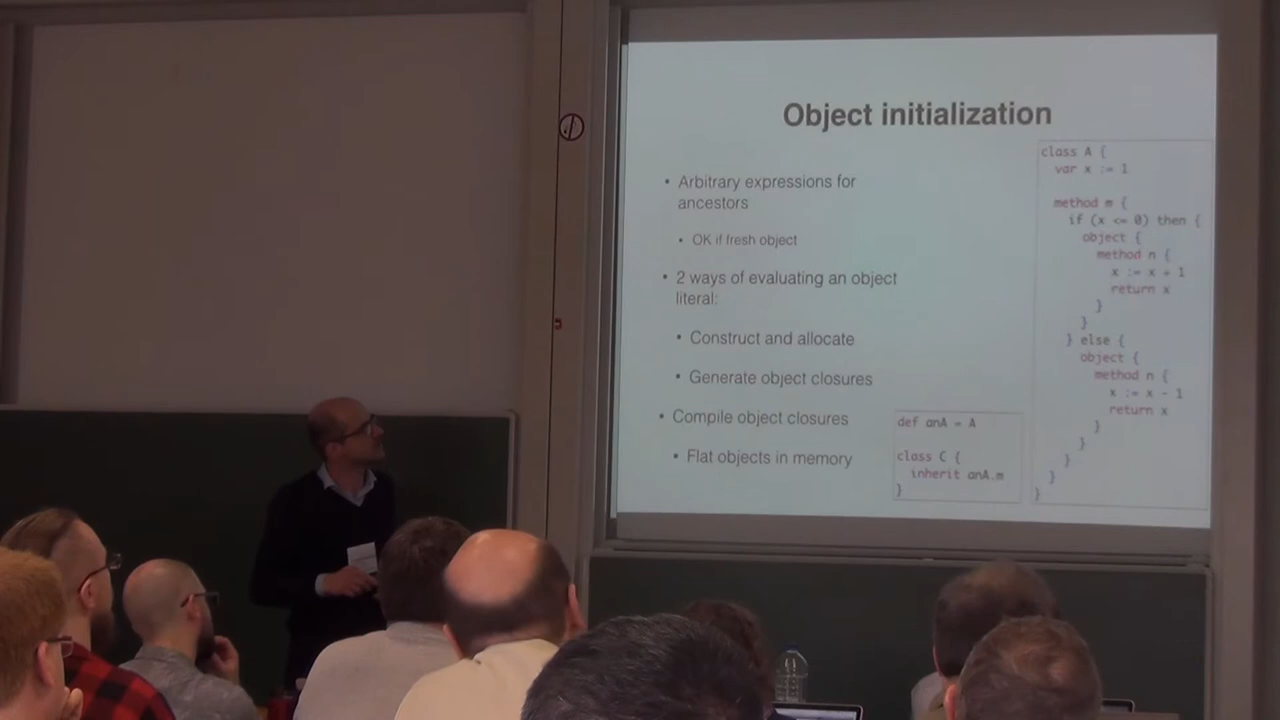 Object initialization
• Arbitrary expressions for
ancestors
• OK if fresh object
• 2 ways of evaluating an object
literal:
• Construct and allocate
• Generate object closures
• Compile object closures
• Flat objects in memory
def anA = A
class C {
inherit anA.m
}
class A {
var x := 1
method m {
if (x <= 0) then {
object {
method n {
x := x + 1
return x
}
}
} else {
object {
method n {
x := x - 1
return x
}
}
}
}
}